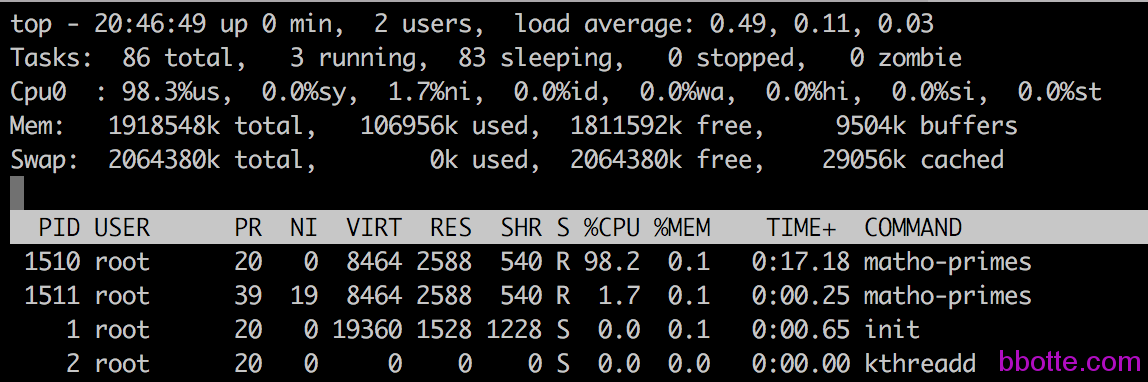 top - 20:46:49 up 0 min,  2 users,  load average: 0.49, 0.11, 0.03
Tasks:  86 total,   3 running,  83 sleeping,   0 stopped,   0 zombie
Cpu0  : 98.3%us,  0.0%sy,  1.7%ni,  0.0%id,  0.0%wa,  0.0%hi,  0.0%si,  0.0%st
Mem:   1918548k total,   106956k used,  1811592k free,     9504k buffers
Swap:  2064380k total,        0k used,  2064380k free,    29056k cached
  PID USER      PR  NI  VIRT  RES  SHR S %CPU %MEM    TIME+  COMMAND
 1510 root      20   0  8464 2588  540 R 98.2  0.1   0:17.18 matho-primes
 1511 root      39  19  8464 2588  540 R  1.7  0.1   0:00.25 matho-primes
    1 root      20   0 19360 1528 1228 S  0.0  0.1   0:00.65 init
    2 root      20   0     0    0    0 S  0.0  0.0   0:00.00 kthreadd
bbotte.com